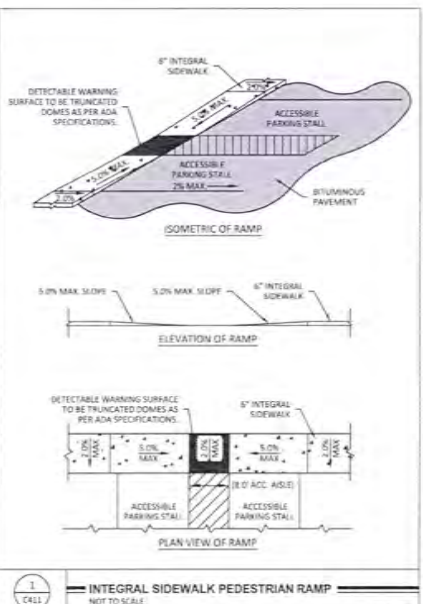 6" INTEGRAL
SIDEWALK
DETECTABLE WARNING
SURFACE TO BE TRUNCATED
DOMES AS PER ADA
SPECIFICATIONS.
2.0%
5.0% MAX.
ACCESSIBLE
PARKING STALL
5.0% MAX.
ACCESSIBLE
PARKING STALL
2% MAX.
2.0%
BITUMINOUS
PAVEMENT
ISOMETRIC OF RAMP
5.0% MAX. SLOPE
5.0% MAX. SLOPE
6" INTEGRAL
SIDEWALK
ELEVATION OF RAMP
DETECTABLE WARNING SURFACE
TO BE TRUNCATED DOMES AS
PER ADA SPECIFICATIONS.
6" INTEGRAL
SIDEWALK
2.0%
MAX
5.0%
MAX
2.0%
MAX
5.0%
MAX
2.0%
MAX
(8.0' ACC. AISLE)
ACCESSIBLE
PARKING STALL
ACCESSIBLE
PARKING STALL
PLAN VIEW OF RAMP
1
C411
INTEGRAL SIDEWALK PEDESTRIAN RAMP
NOT TO SCALE